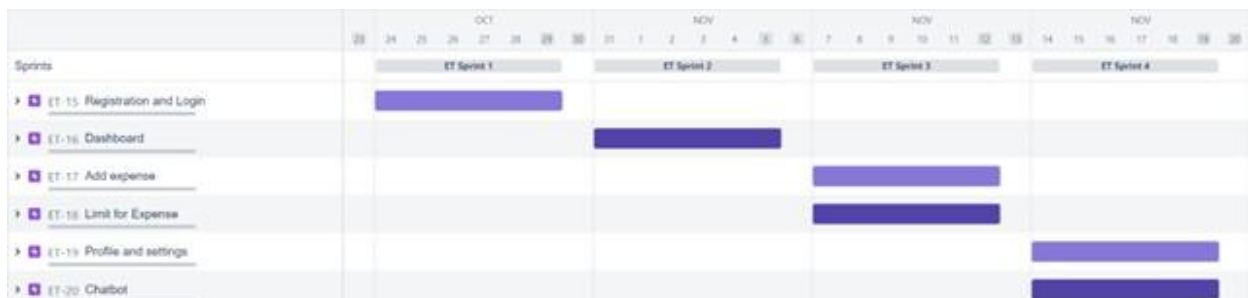 OCT NOV NOV NOV
23 24 25 26 27 28 29 30 31 1 2 3 4 5 6 7 8 9 10 11 12 13 14 15 16 17 18 19 20
Sprints ET Sprint 1 ET Sprint 2 ET Sprint 3 ET Sprint 4
ET-15 Registration and Login
ET-16 Dashboard
ET-17 Add expense
ET-18 Limit for Expense
ET-19 Profile and settings
ET-20 Chatbot